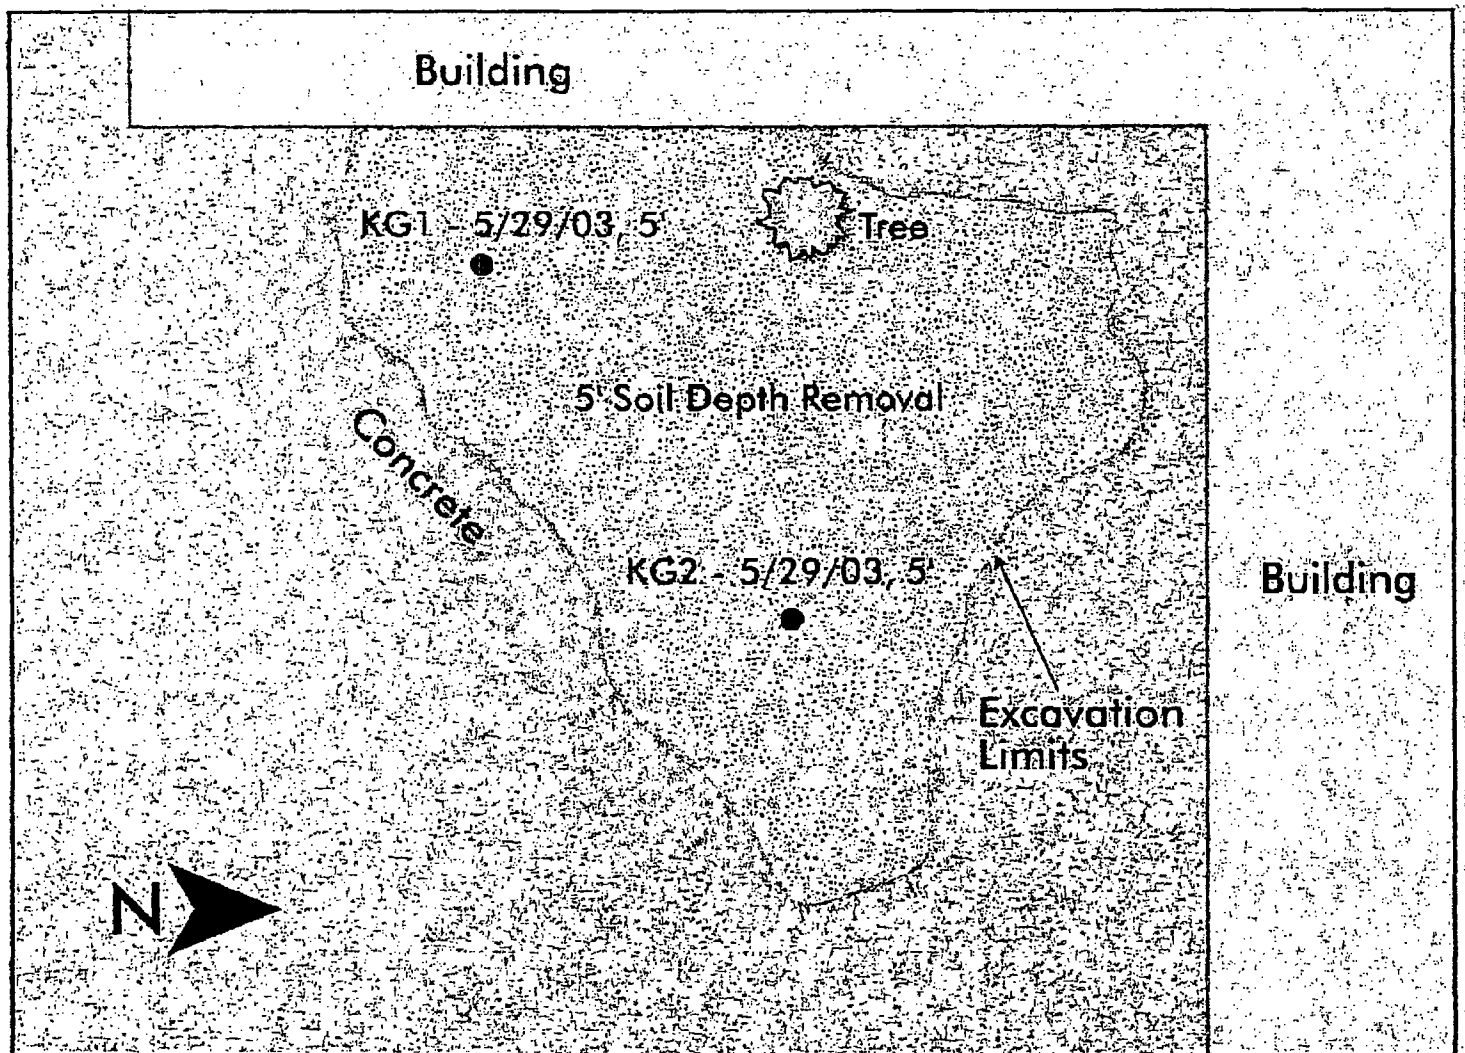 Building
KG1 - 5/29/03, 5'
Tree
5' Soil Depth Removal
Concrete
KG2 - 5/29/03, 5'
Building
Excavation
Limits
N